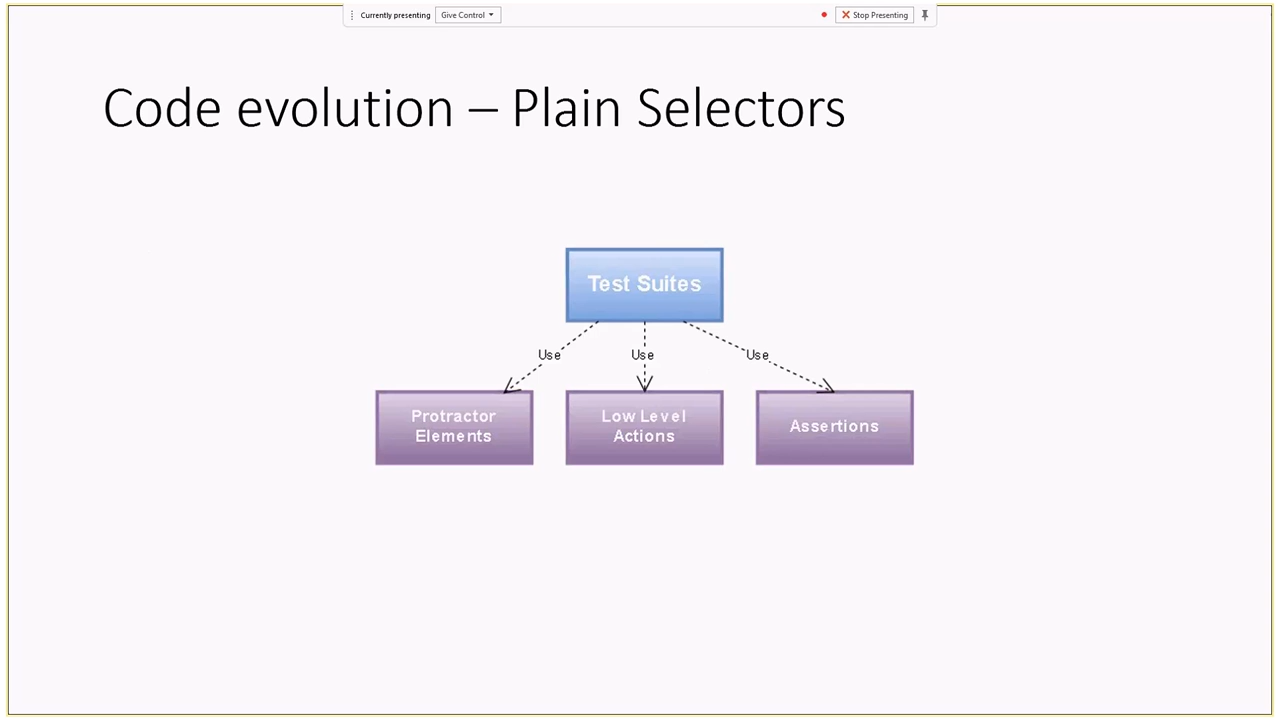 Currently presenting Give Control Stop Presenting
Code evolution – Plain Selectors
Test Suites
Use Use Use
Protractor
Elements
Low Level
Actions
Assertions